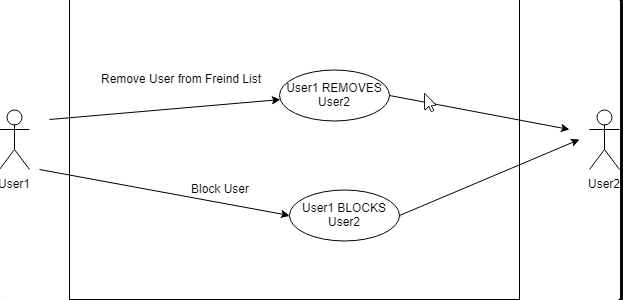 Remove User from Freind List
User1 REMOVES
User2
User1
User2
Block User
User1 BLOCKS
User2